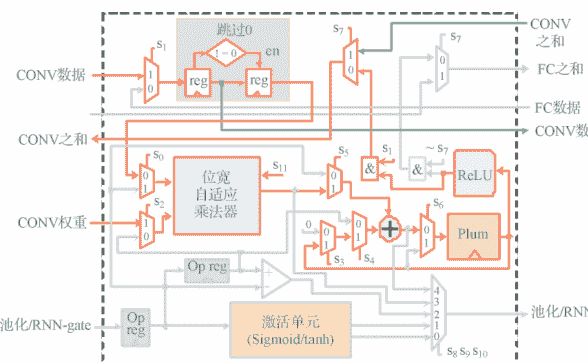 跳过0
s1
1
0
!=0
en
reg
reg
s7
1
0
s7
0
1
CONV
之和
CONV数据
FC之和
FC数据
CONV之和
CONV数
s0
0
1
位宽
自适应
乘法器
s11
s5
0
1
&
s1
&
~s7
ReLU
s2
CONV权重
1
0
0
0
1
s3
0
1
s4
+
s6
0
1
Plum
Op reg
+
−
4
3
2
1
0
池化/RNN-gate
Op
reg
激活单元
(Sigmoid/tanh)
池化/RNN
s8 s9 s10